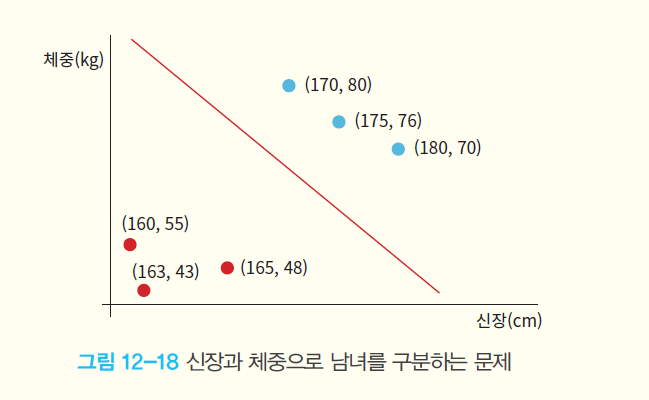 체중(kg)
(170, 80)
(175, 76)
(180, 70)
(160, 55)
(163, 43)
(165, 48)
신장(cm)
그림 12-18 신장과 체중으로 남녀를 구분하는 문제